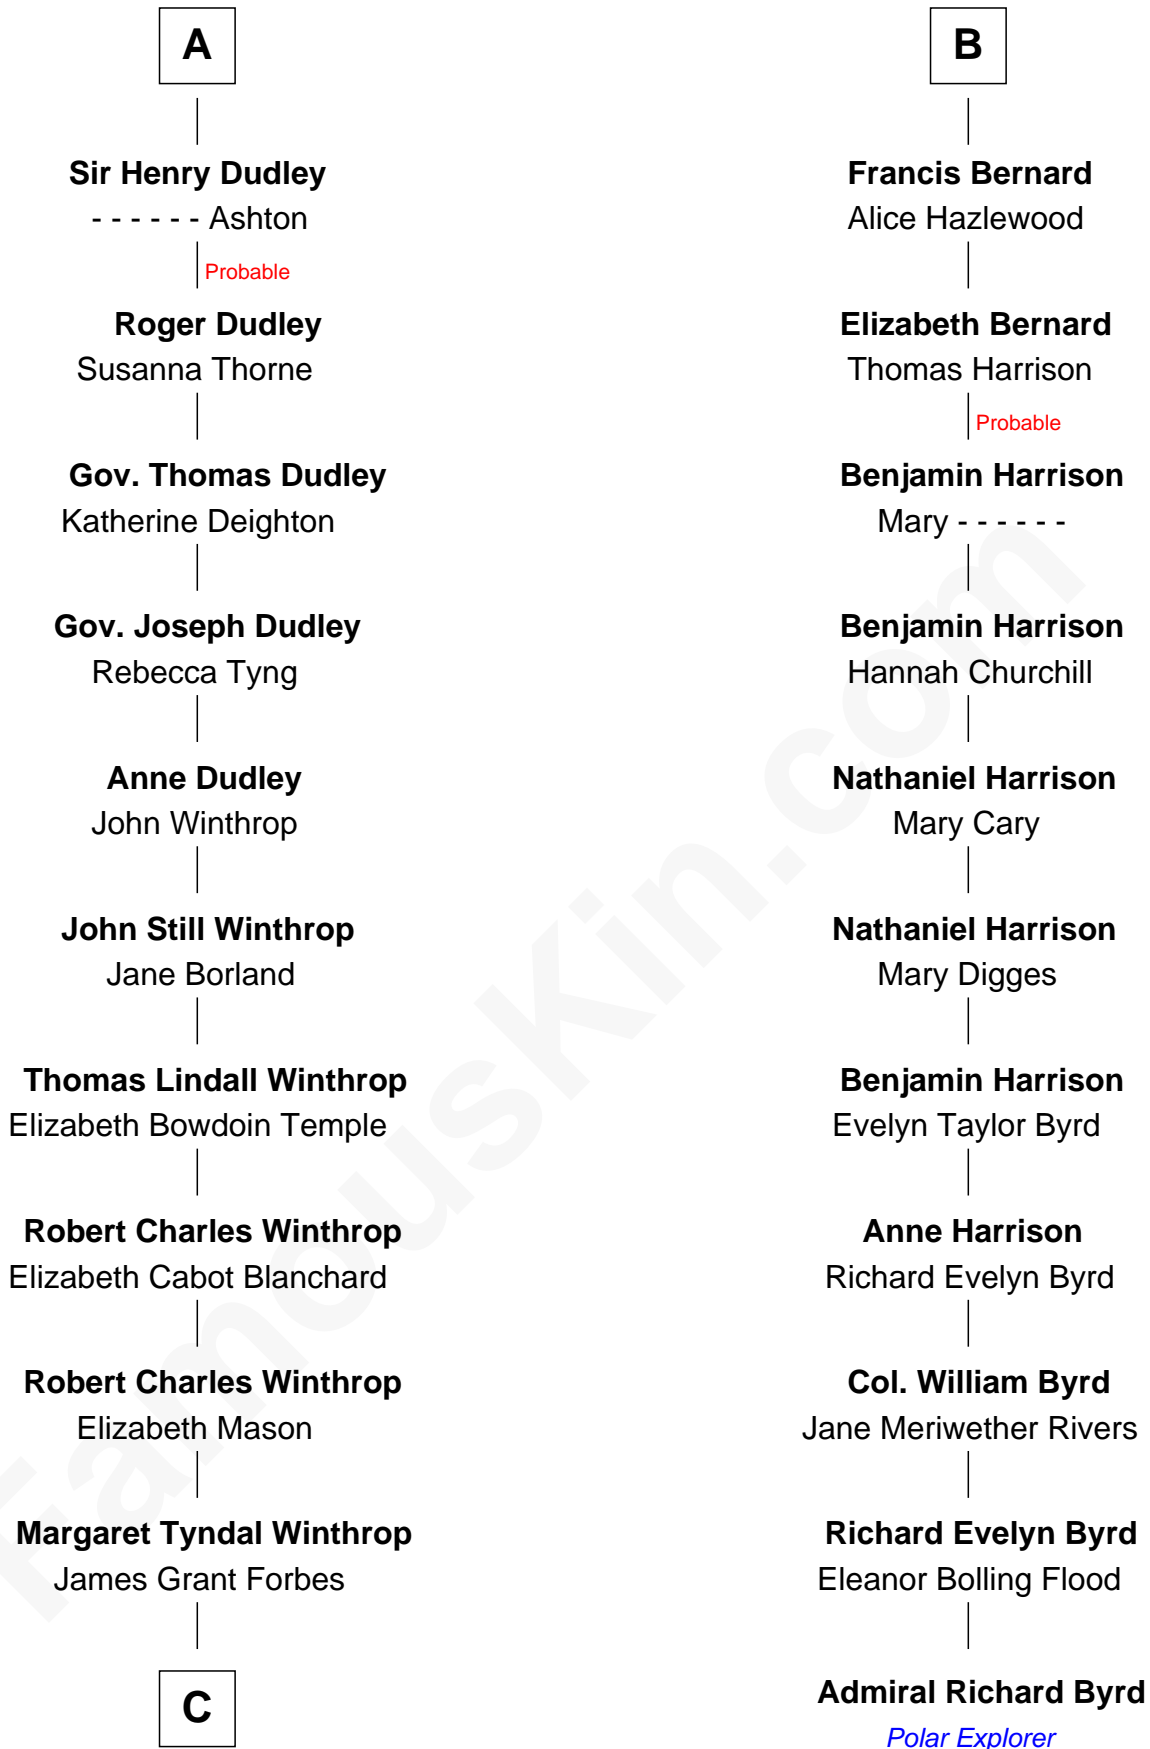 A
Sir Henry Dudley
- - - - - - Ashton
Probable
Roger Dudley
Susanna Thorne
Gov. Thomas Dudley
Katherine Deighton
Gov. Joseph Dudley
Rebecca Tyng
Anne Dudley
John Winthrop
John Still Winthrop
Jane Borland
Thomas Lindall Winthrop
Elizabeth Bowdoin Temple
Robert Charles Winthrop
Elizabeth Cabot Blanchard
Robert Charles Winthrop
Elizabeth Mason
Margaret Tyndal Winthrop
James Grant Forbes
C
B
Francis Bernard
Alice Hazlewood
Elizabeth Bernard
Thomas Harrison
Probable
Benjamin Harrison
Mary - - - - - -
Benjamin Harrison
Hannah Churchill
Nathaniel Harrison
Mary Cary
Nathaniel Harrison
Mary Digges
Benjamin Harrison
Evelyn Taylor Byrd
Anne Harrison
Richard Evelyn Byrd
Col. William Byrd
Jane Meriwether Rivers
Richard Evelyn Byrd
Eleanor Bolling Flood
Admiral Richard Byrd
Polar Explorer
FamousKin.com